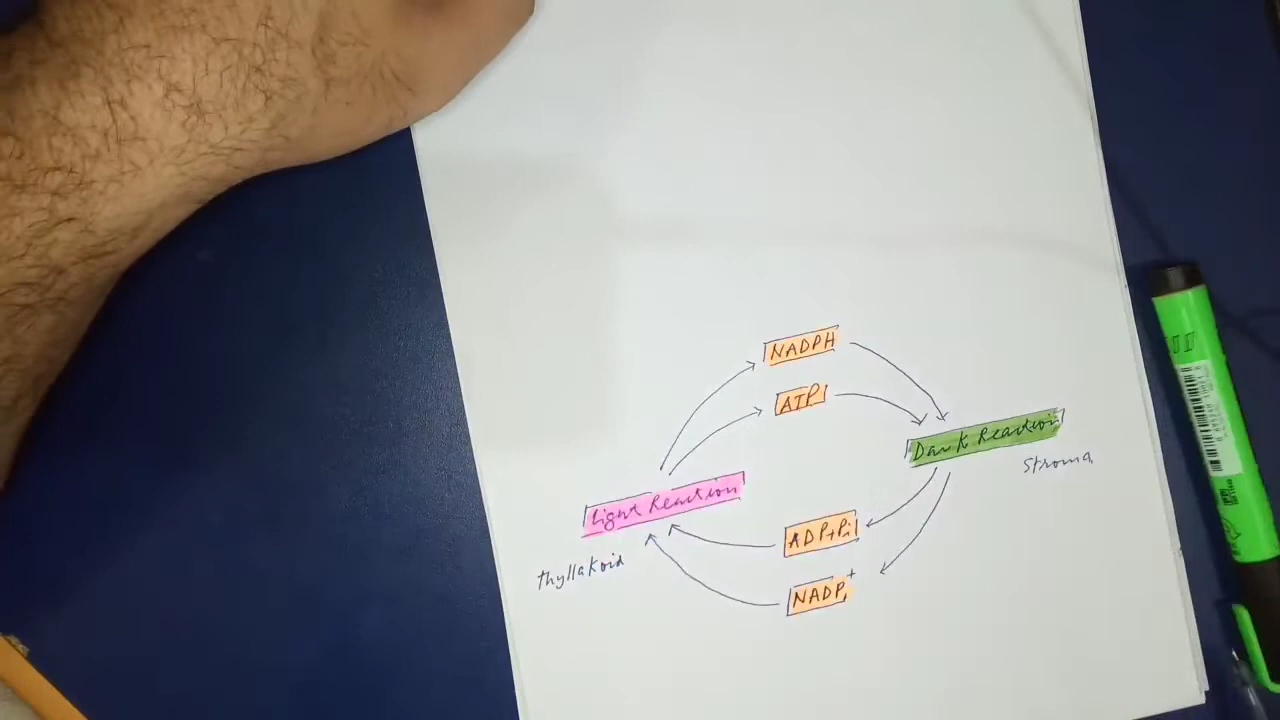 NADPH
ATP
Dark Reaction
Stroma
Light Reaction
ADP+Pi
thyllakoid
NADP+